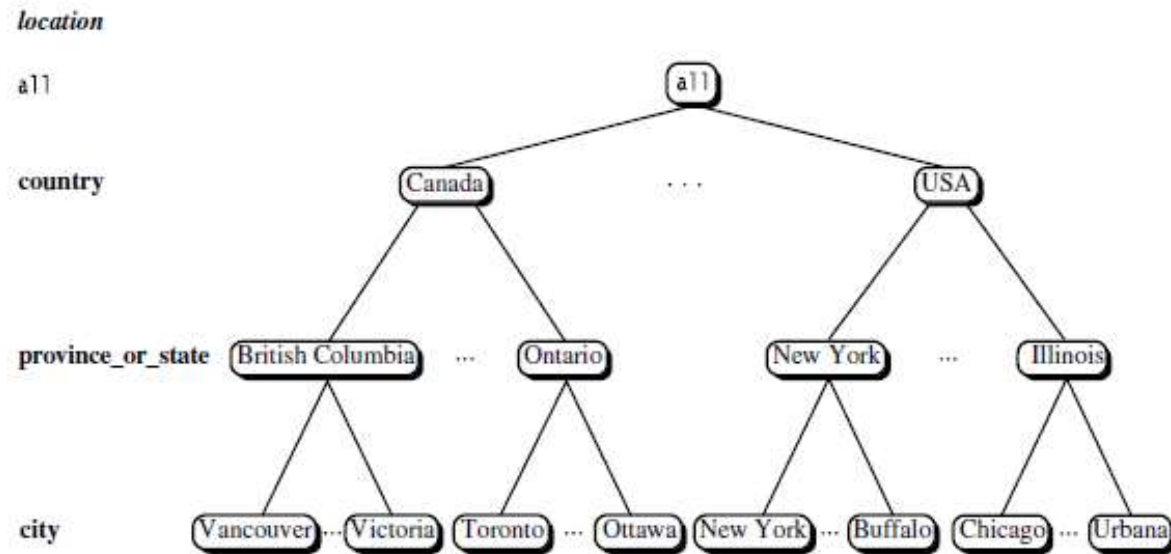 location
all all
country Canada . . . USA
province_or_state British Columbia ... Ontario New York ... Illinois
city Vancouver ... Victoria Toronto ... Ottawa New York ... Buffalo Chicago ... Urbana